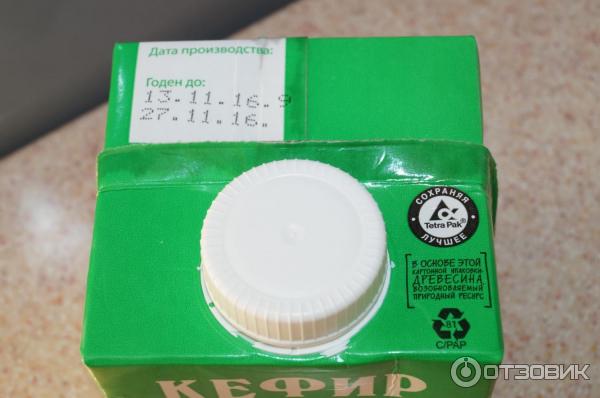 Дата производства:
Годен до:
13.11.16.9
27.11.16.
СОХРАНЯЯ
Tetra Pak®
ЛУЧШЕЕ
В ОСНОВЕ ЭТОЙ
КАРТОННОЙ УПАКОВКИ-
ДРЕВЕСИНА,
ВОЗОБНОВЛЯЕМЫЙ
ПРИРОДНЫЙ РЕСУРС
81
C/PAP
КЕФИР
ОТЗОВИК